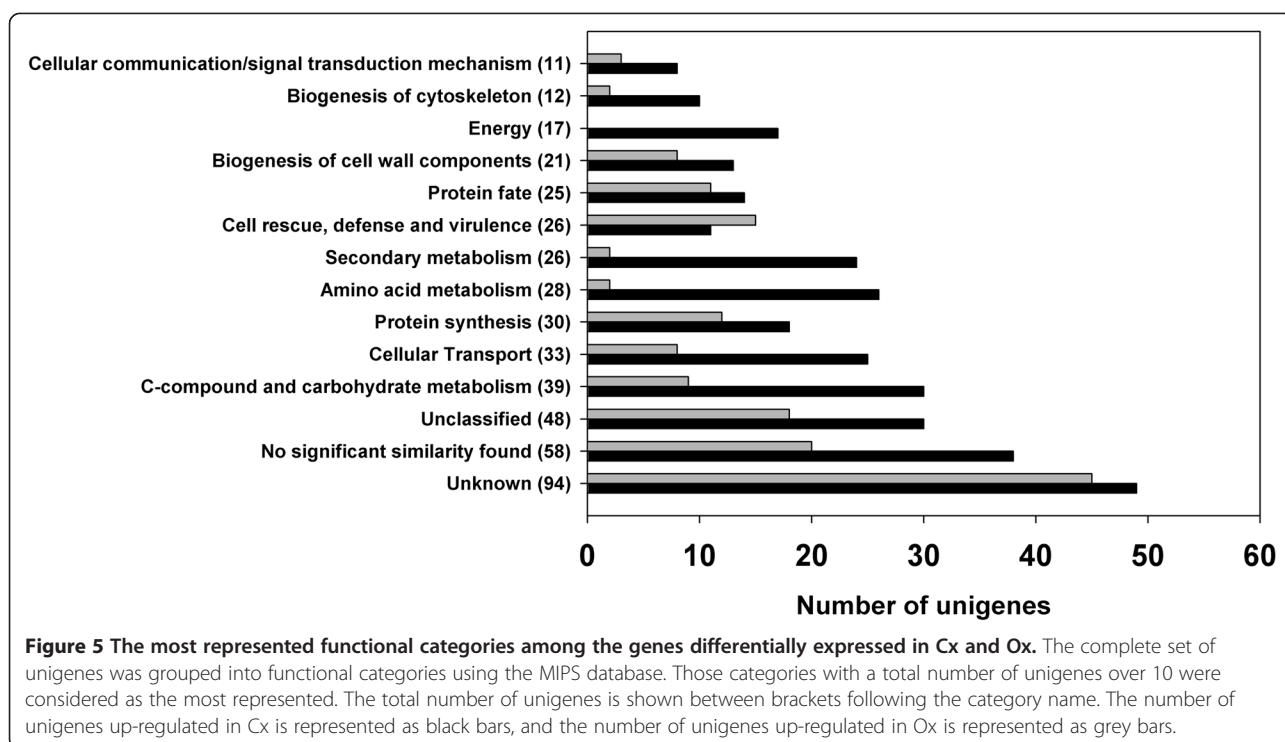 Cellular communication/signal transduction mechanism (11)
Biogenesis of cytoskeleton (12)
Energy (17)
Biogenesis of cell wall components (21)
Protein fate (25)
Cell rescue, defense and virulence (26)
Secondary metabolism (26)
Amino acid metabolism (28)
Protein synthesis (30)
Cellular Transport (33)
C-compound and carbohydrate metabolism (39)
Unclassified (48)
No significant similarity found (58)
Unknown (94)
0 10 20 30 40 50 60
Number of unigenes
Figure 5 The most represented functional categories among the genes differentially expressed in Cx and Ox. The complete set of
unigenes was grouped into functional categories using the MIPS database. Those categories with a total number of unigenes over 10 were
considered as the most represented. The total number of unigenes is shown between brackets following the category name. The number of
unigenes up-regulated in Cx is represented as black bars, and the number of unigenes up-regulated in Ox is represented as grey bars.